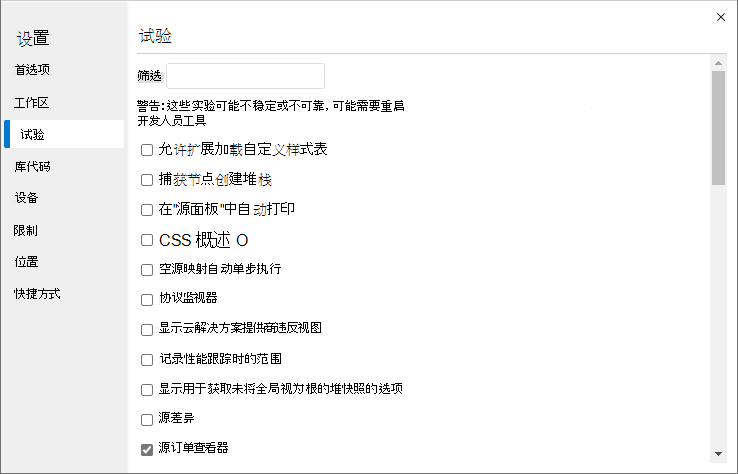 设置
首选项
工作区
试验
库代码
设备
限制
位置
快捷方式
试验
筛选
警告:这些实验可能不稳定或不可靠,可能需要重启
开发人员工具
允许扩展加载自定义样式表
捕获节点创建堆栈
在"源面板"中自动打印
CSS 概述 O
空源映射自动单步执行
协议监视器
显示云解决方案提供商违反视图
记录性能跟踪时的范围
显示用于获取未将全局视为根的堆快照的选项
源差异
源订单查看器